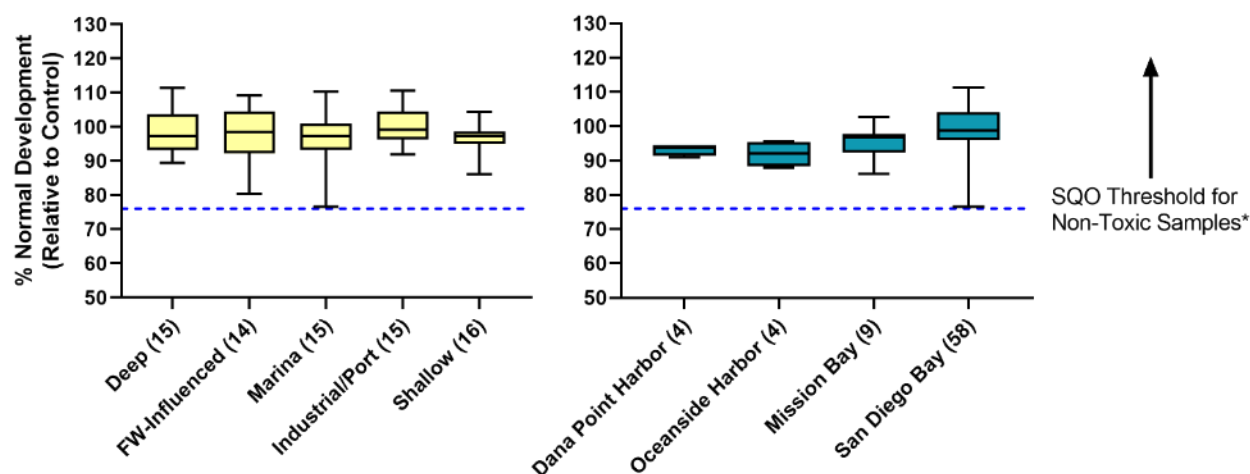 % Normal Development
(Relative to Control)
130
120
110
100
90
80
70
60
50
Deep (15)
FW-Influenced (14)
Marina (15)
Industrial/Port (15)
Shallow (16)
130
120
110
100
90
80
70
60
50
Dana Point Harbor (4)
Oceanside Harbor (4)
Mission Bay (9)
San Diego Bay (58)
SQO Threshold for
Non-Toxic Samples*